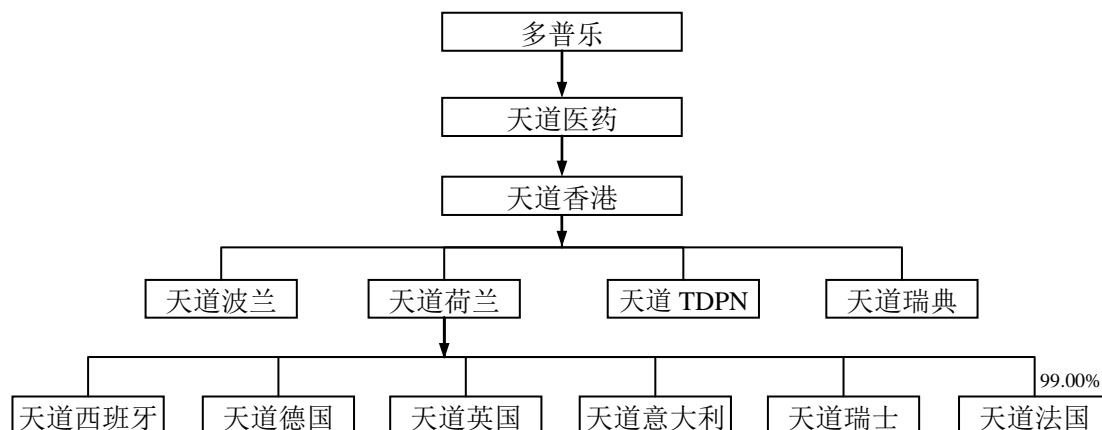 多普乐
天道医药
天道香港
天道波兰
天道荷兰
天道 TDPN
天道瑞典
99.00%
天道西班牙
天道德国
天道英国
天道意大利
天道瑞士
天道法国